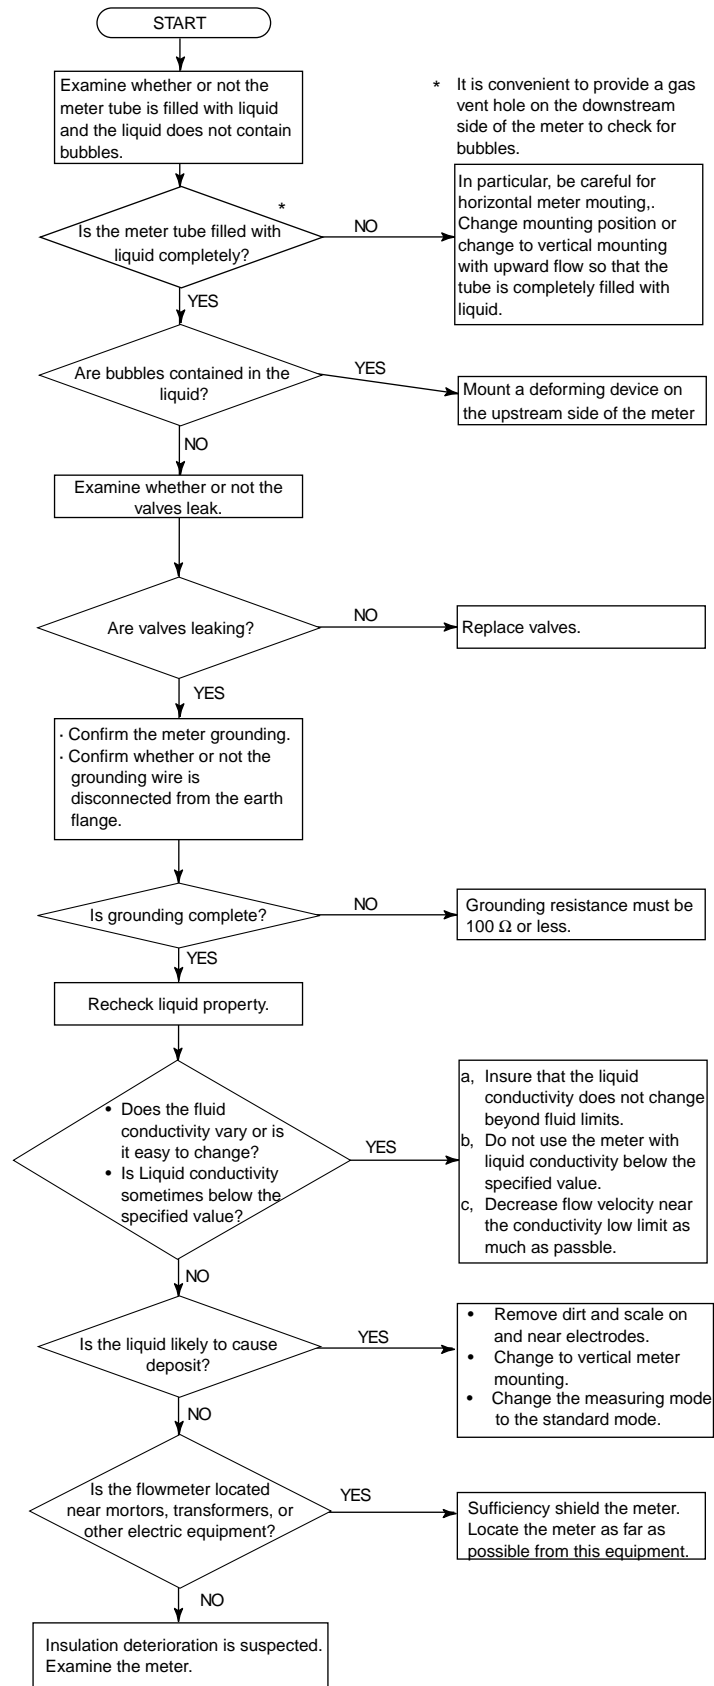 START
Examine whether or not the
meter tube is filled with liquid
and the liquid does not contain
bubbles.
* It is convenient to provide a gas
vent hole on the downstream
side of the meter to check for
bubbles.
*
Is the meter tube filled with
liquid completely?
NO
In particular, be careful for
horizontal meter mouting,.
Change mounting position or
change to vertical mounting
with upward flow so that the
tube is completely filled with
liquid.
YES
Are bubbles contained in the
liquid?
YES
Mount a deforming device on
the upstream side of the meter
NO
Examine whether or not the
valves leak.
Are valves leaking?
NO
Replace valves.
YES
· Confirm the meter grounding.
· Confirm whether or not the
grounding wire is
disconnected from the earth
flange.
Is grounding complete?
NO
Grounding resistance must be
100 Ω or less.
YES
Recheck liquid property.
• Does the fluid
conductivity vary or is
it easy to change?
• Is Liquid conductivity
sometimes below the
specified value?
YES
a, Insure that the liquid
conductivity does not change
beyond fluid limits.
b, Do not use the meter with
liquid conductivity below the
specified value.
c, Decrease flow velocity near
the conductivity low limit as
much as passble.
NO
Is the liquid likely to cause
deposit?
YES
• Remove dirt and scale on
and near electrodes.
• Change to vertical meter
mounting.
• Change the measuring mode
to the standard mode.
NO
Is the flowmeter located
near mortors, transformers, or
other electric equipment?
YES
Sufficiency shield the meter.
Locate the meter as far as
possible from this equipment.
NO
Insulation deterioration is suspected.
Examine the meter.